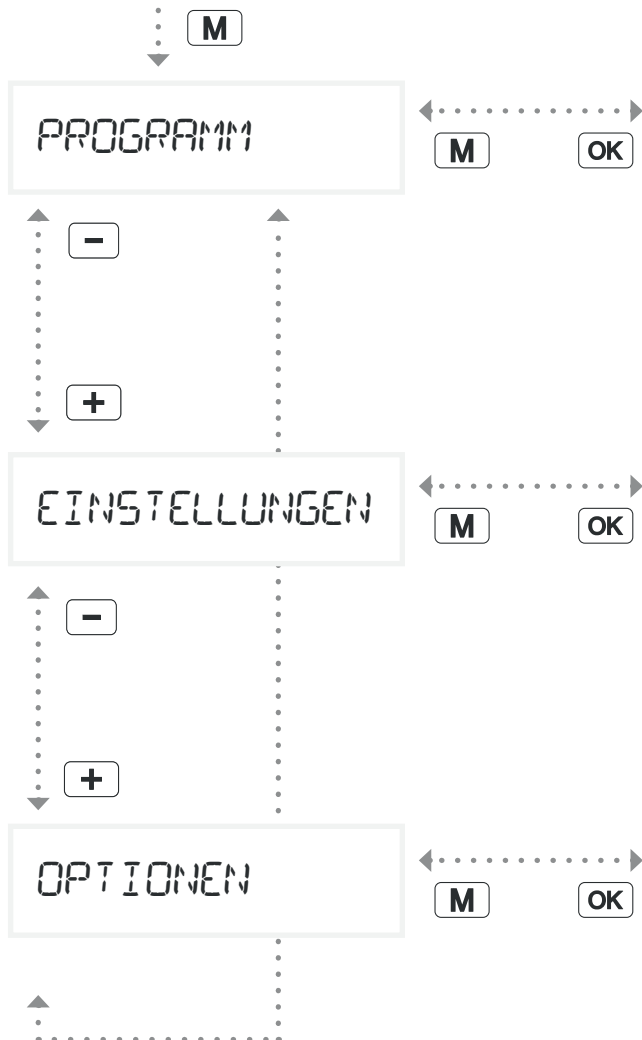 M
PROGRAMM
M OK
-
+
EINSTELLUNGEN
M OK
-
+
OPTIONEN
M OK